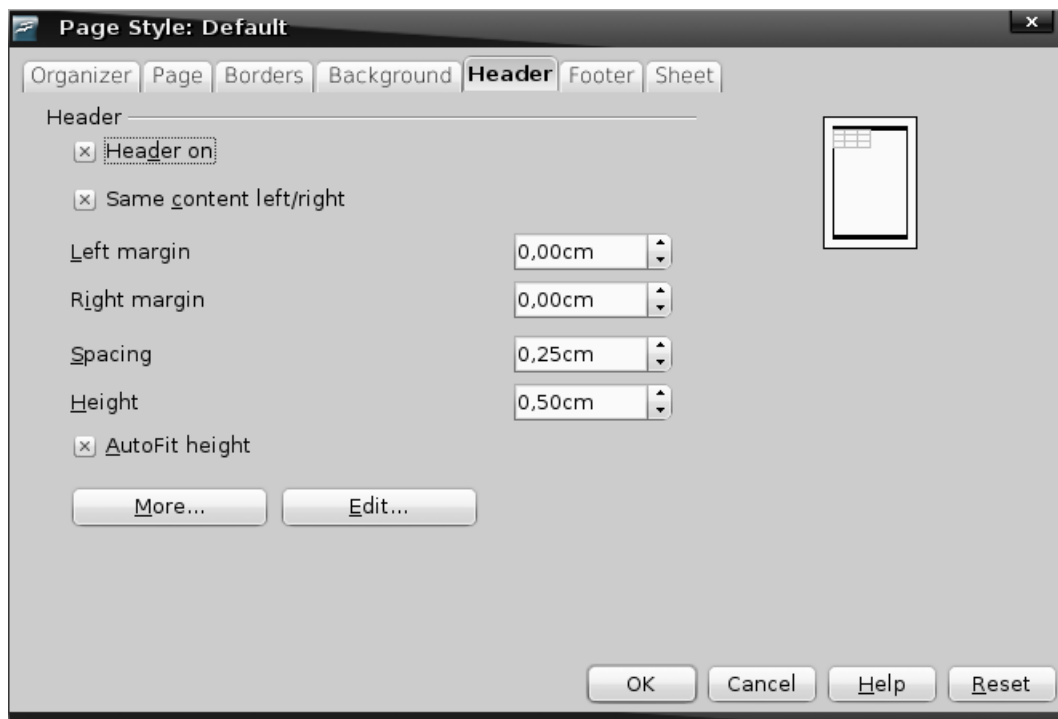 Page Style: Default
Organizer Page Borders Background Header Footer Sheet
Header
Header on
Same content left/right
Left margin 0,00cm
Right margin 0,00cm
Spacing 0,25cm
Height 0,50cm
AutoFit height
More... Edit...
OK Cancel Help Reset